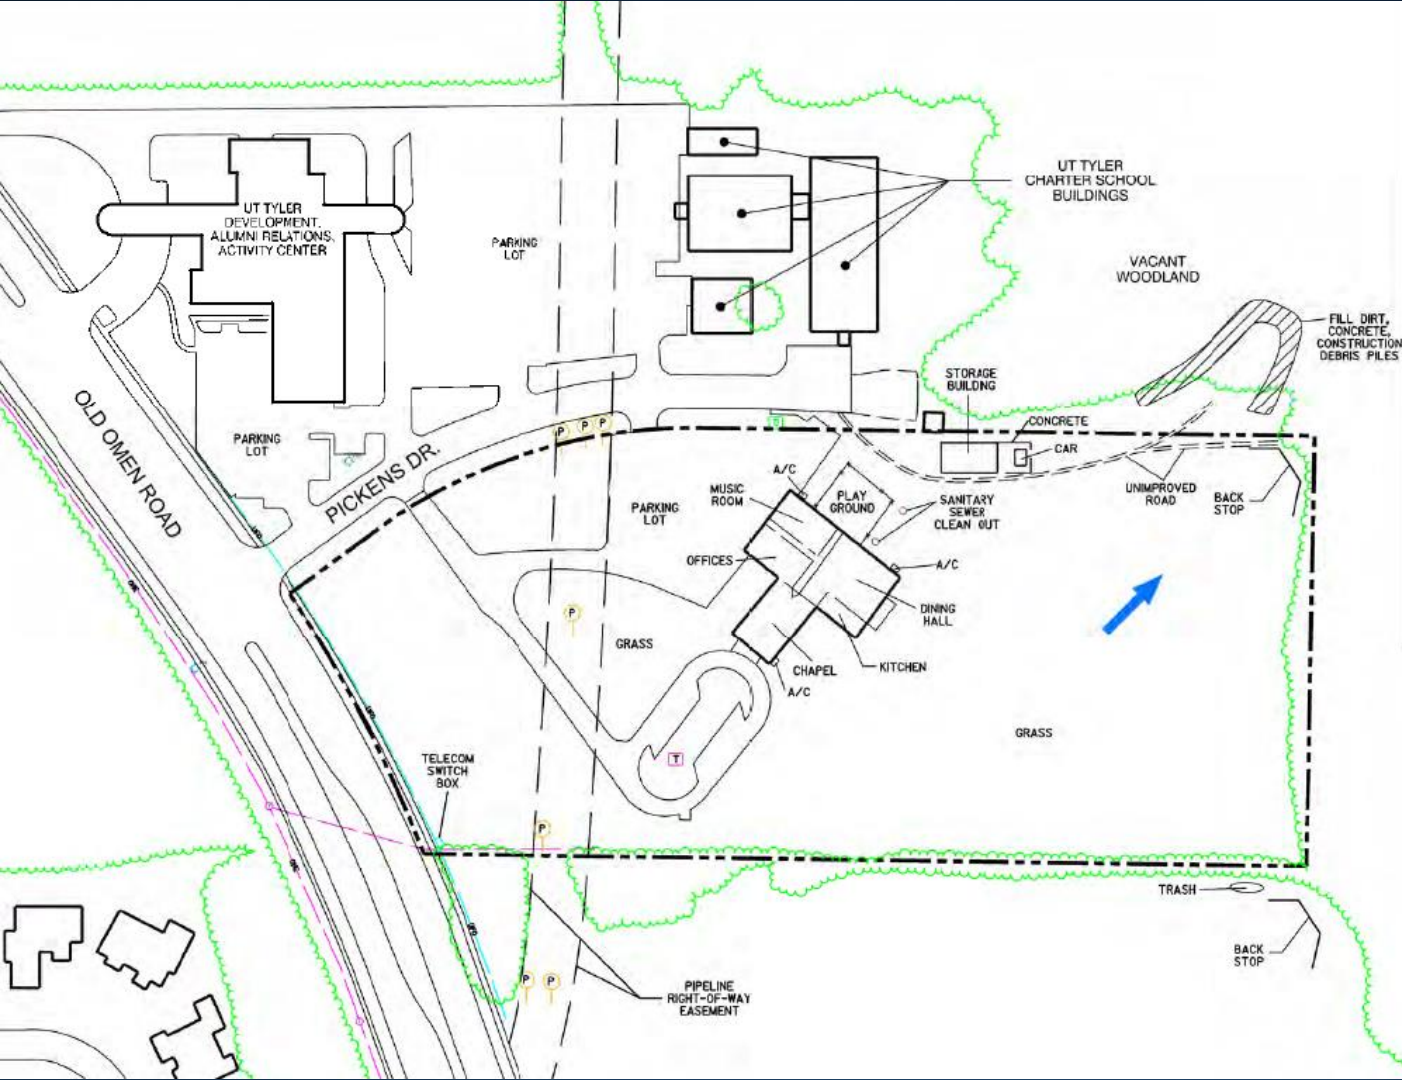 UT TYLER
CHARTER SCHOOL
BUILDINGS
UT TYLER
DEVELOPMENT,
ALUMNI RELATIONS,
ACTIVITY CENTER
PARKING
LOT
VACANT
WOODLAND
FILL DIRT,
CONCRETE,
CONSTRUCTION
DEBRIS PILES
STORAGE
BUILDNG
CONCRETE
CAR
OLD OMEN ROAD
PARKING
LOT
PICKENS DR.
P
P
P
A/C
MUSIC
ROOM
PLAY
GROUND
SANITARY
SEWER
CLEAN OUT
UNIMPROVED
ROAD
BACK
STOP
PARKING
LOT
OFFICES
A/C
DINING
HALL
P
GRASS
CHAPEL
KITCHEN
A/C
GRASS
TELECOM
SWITCH
BOX
T
P
TRASH
BACK
STOP
P
P
PIPELINE
RIGHT-OF-WAY
EASEMENT